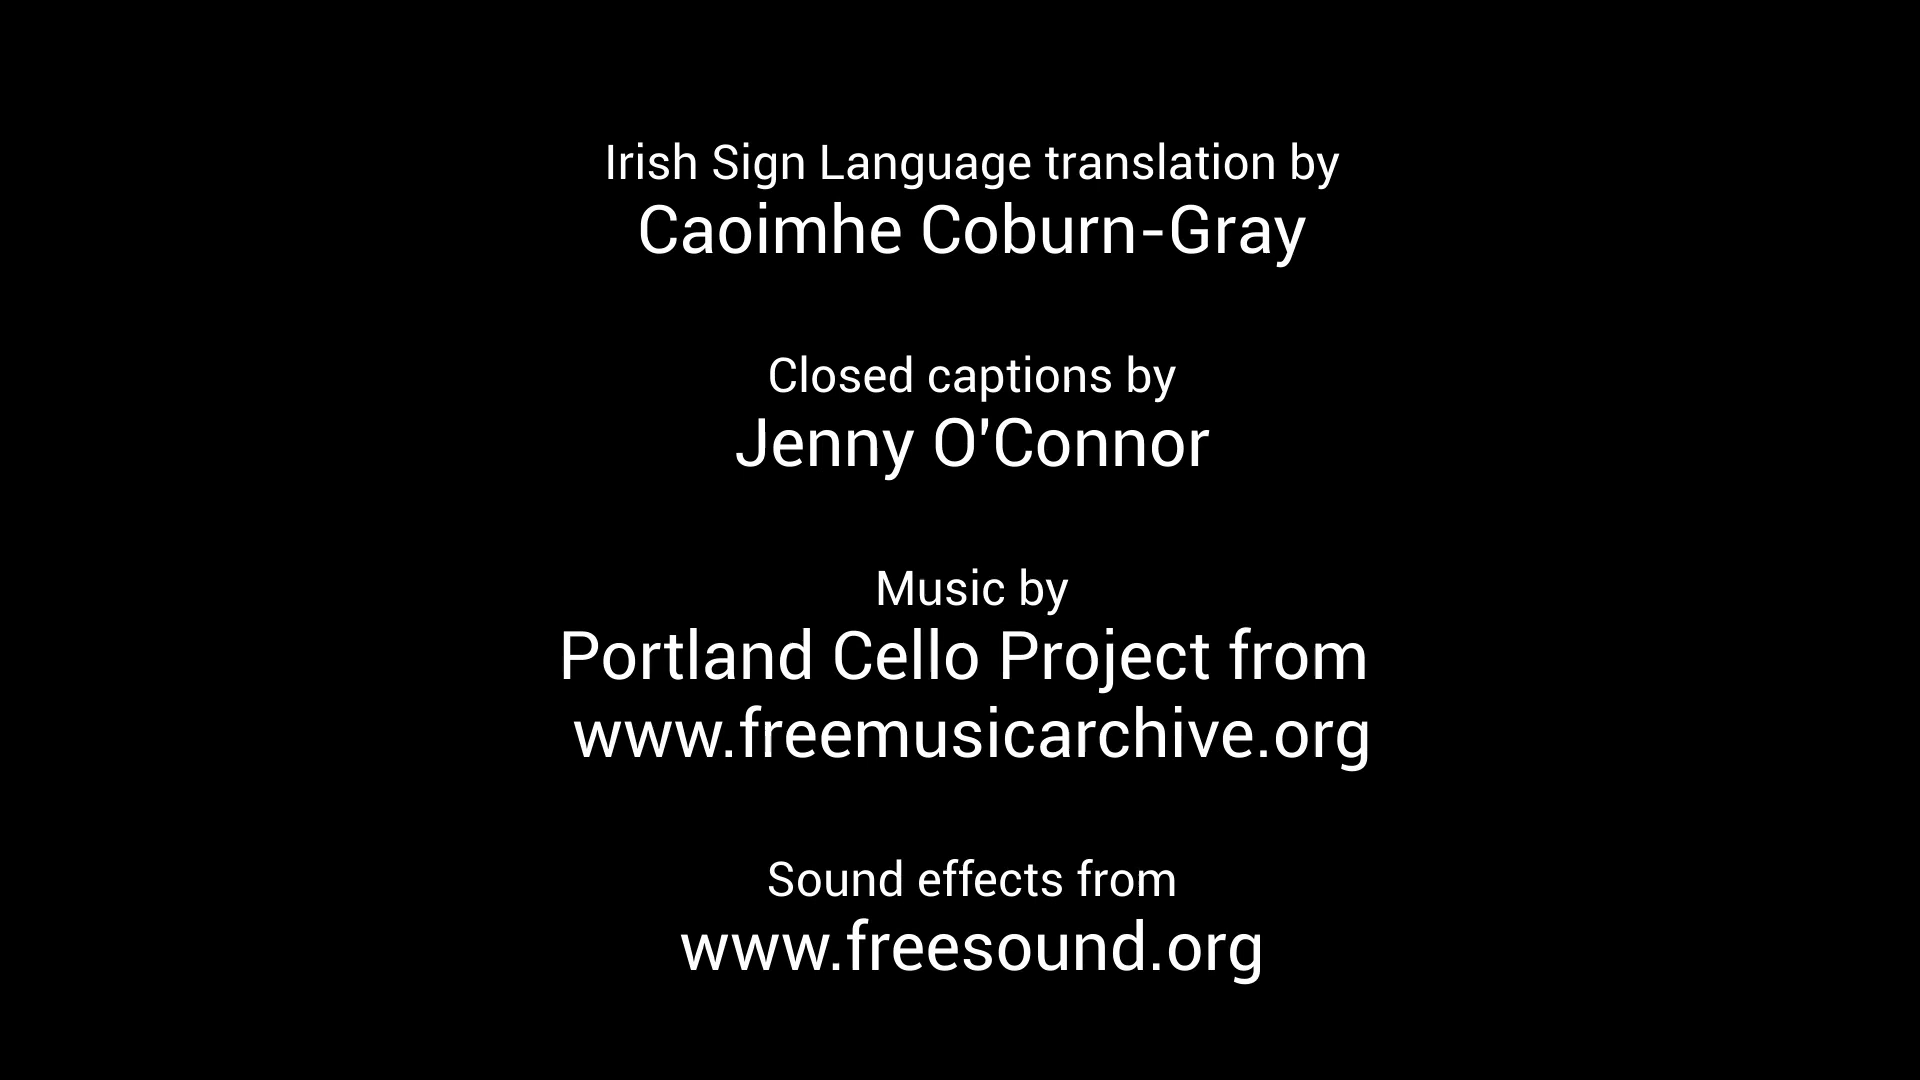 Irish Sign Language translation by
Caoimhe Coburn-Gray
Closed captions by
Jenny O'Connor
Music by
Portland Cello Project from
www.freemusicarchive.org
Sound effects from
www.freesound.org